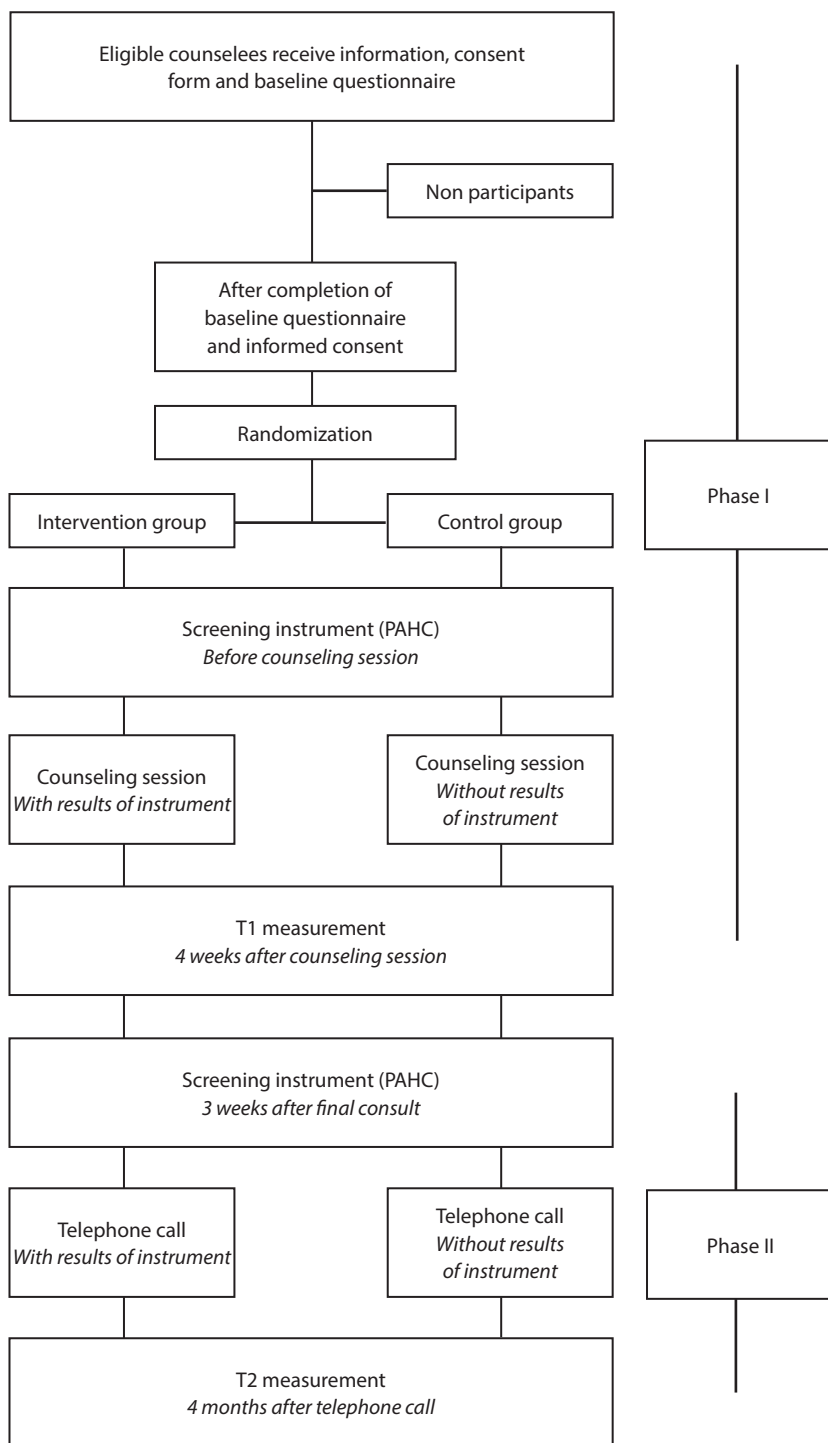 Eligible counselees receive information, consent
form and baseline questionnaire
Non participants
After completion of
baseline questionnaire
and informed consent
Randomization
Intervention group
Control group
Phase I
Screening instrument (PAHC)
Before counseling session
Counseling session
With results of instrument
Counseling session
Without results
of instrument
T1 measurement
4 weeks after counseling session
Screening instrument (PAHC)
3 weeks after final consult
Telephone call
With results of instrument
Telephone call
Without results
of instrument
Phase II
T2 measurement
4 months after telephone call